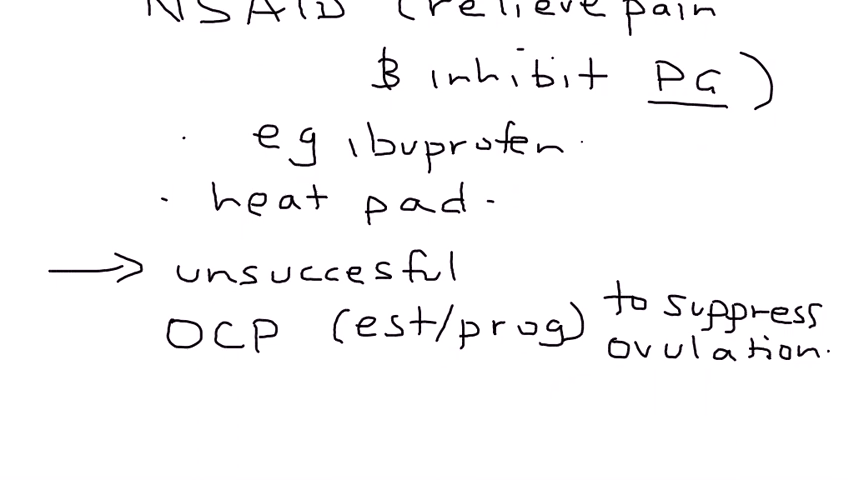 NSAID (relieve pain
& inhibit PG)
· eg ibuprofen.
· heat pad.
→ unsuccesful
OCP (est/prog) to suppress
ovulation.